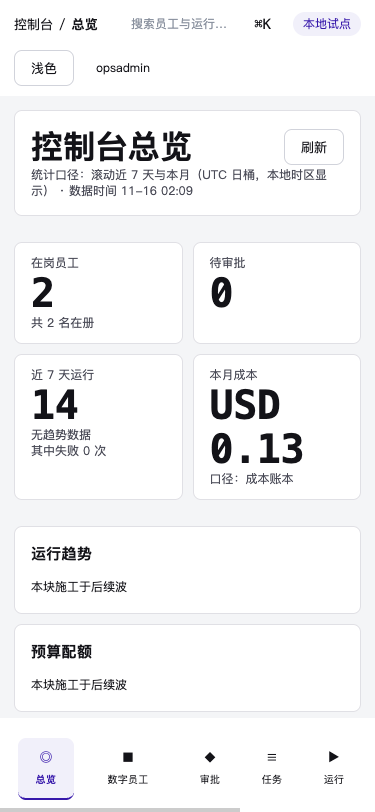 控制台 / 总览
搜索员工与运行... ⌘K 本地试点
浅色 opsadmin
控制台总览
刷新
统计口径：滚动近 7 天与本月（UTC 日桶，本地时区显
示） · 数据时间 11-16 02:09
在岗员工
2
共 2 名在册
待审批
0
近 7 天运行
14
无趋势数据
其中失败 0 次
本月成本
USD
0.13
口径：成本账本
运行趋势
本块施工于后续波
预算配额
本块施工于后续波
总览 数字员工 审批 任务 运行